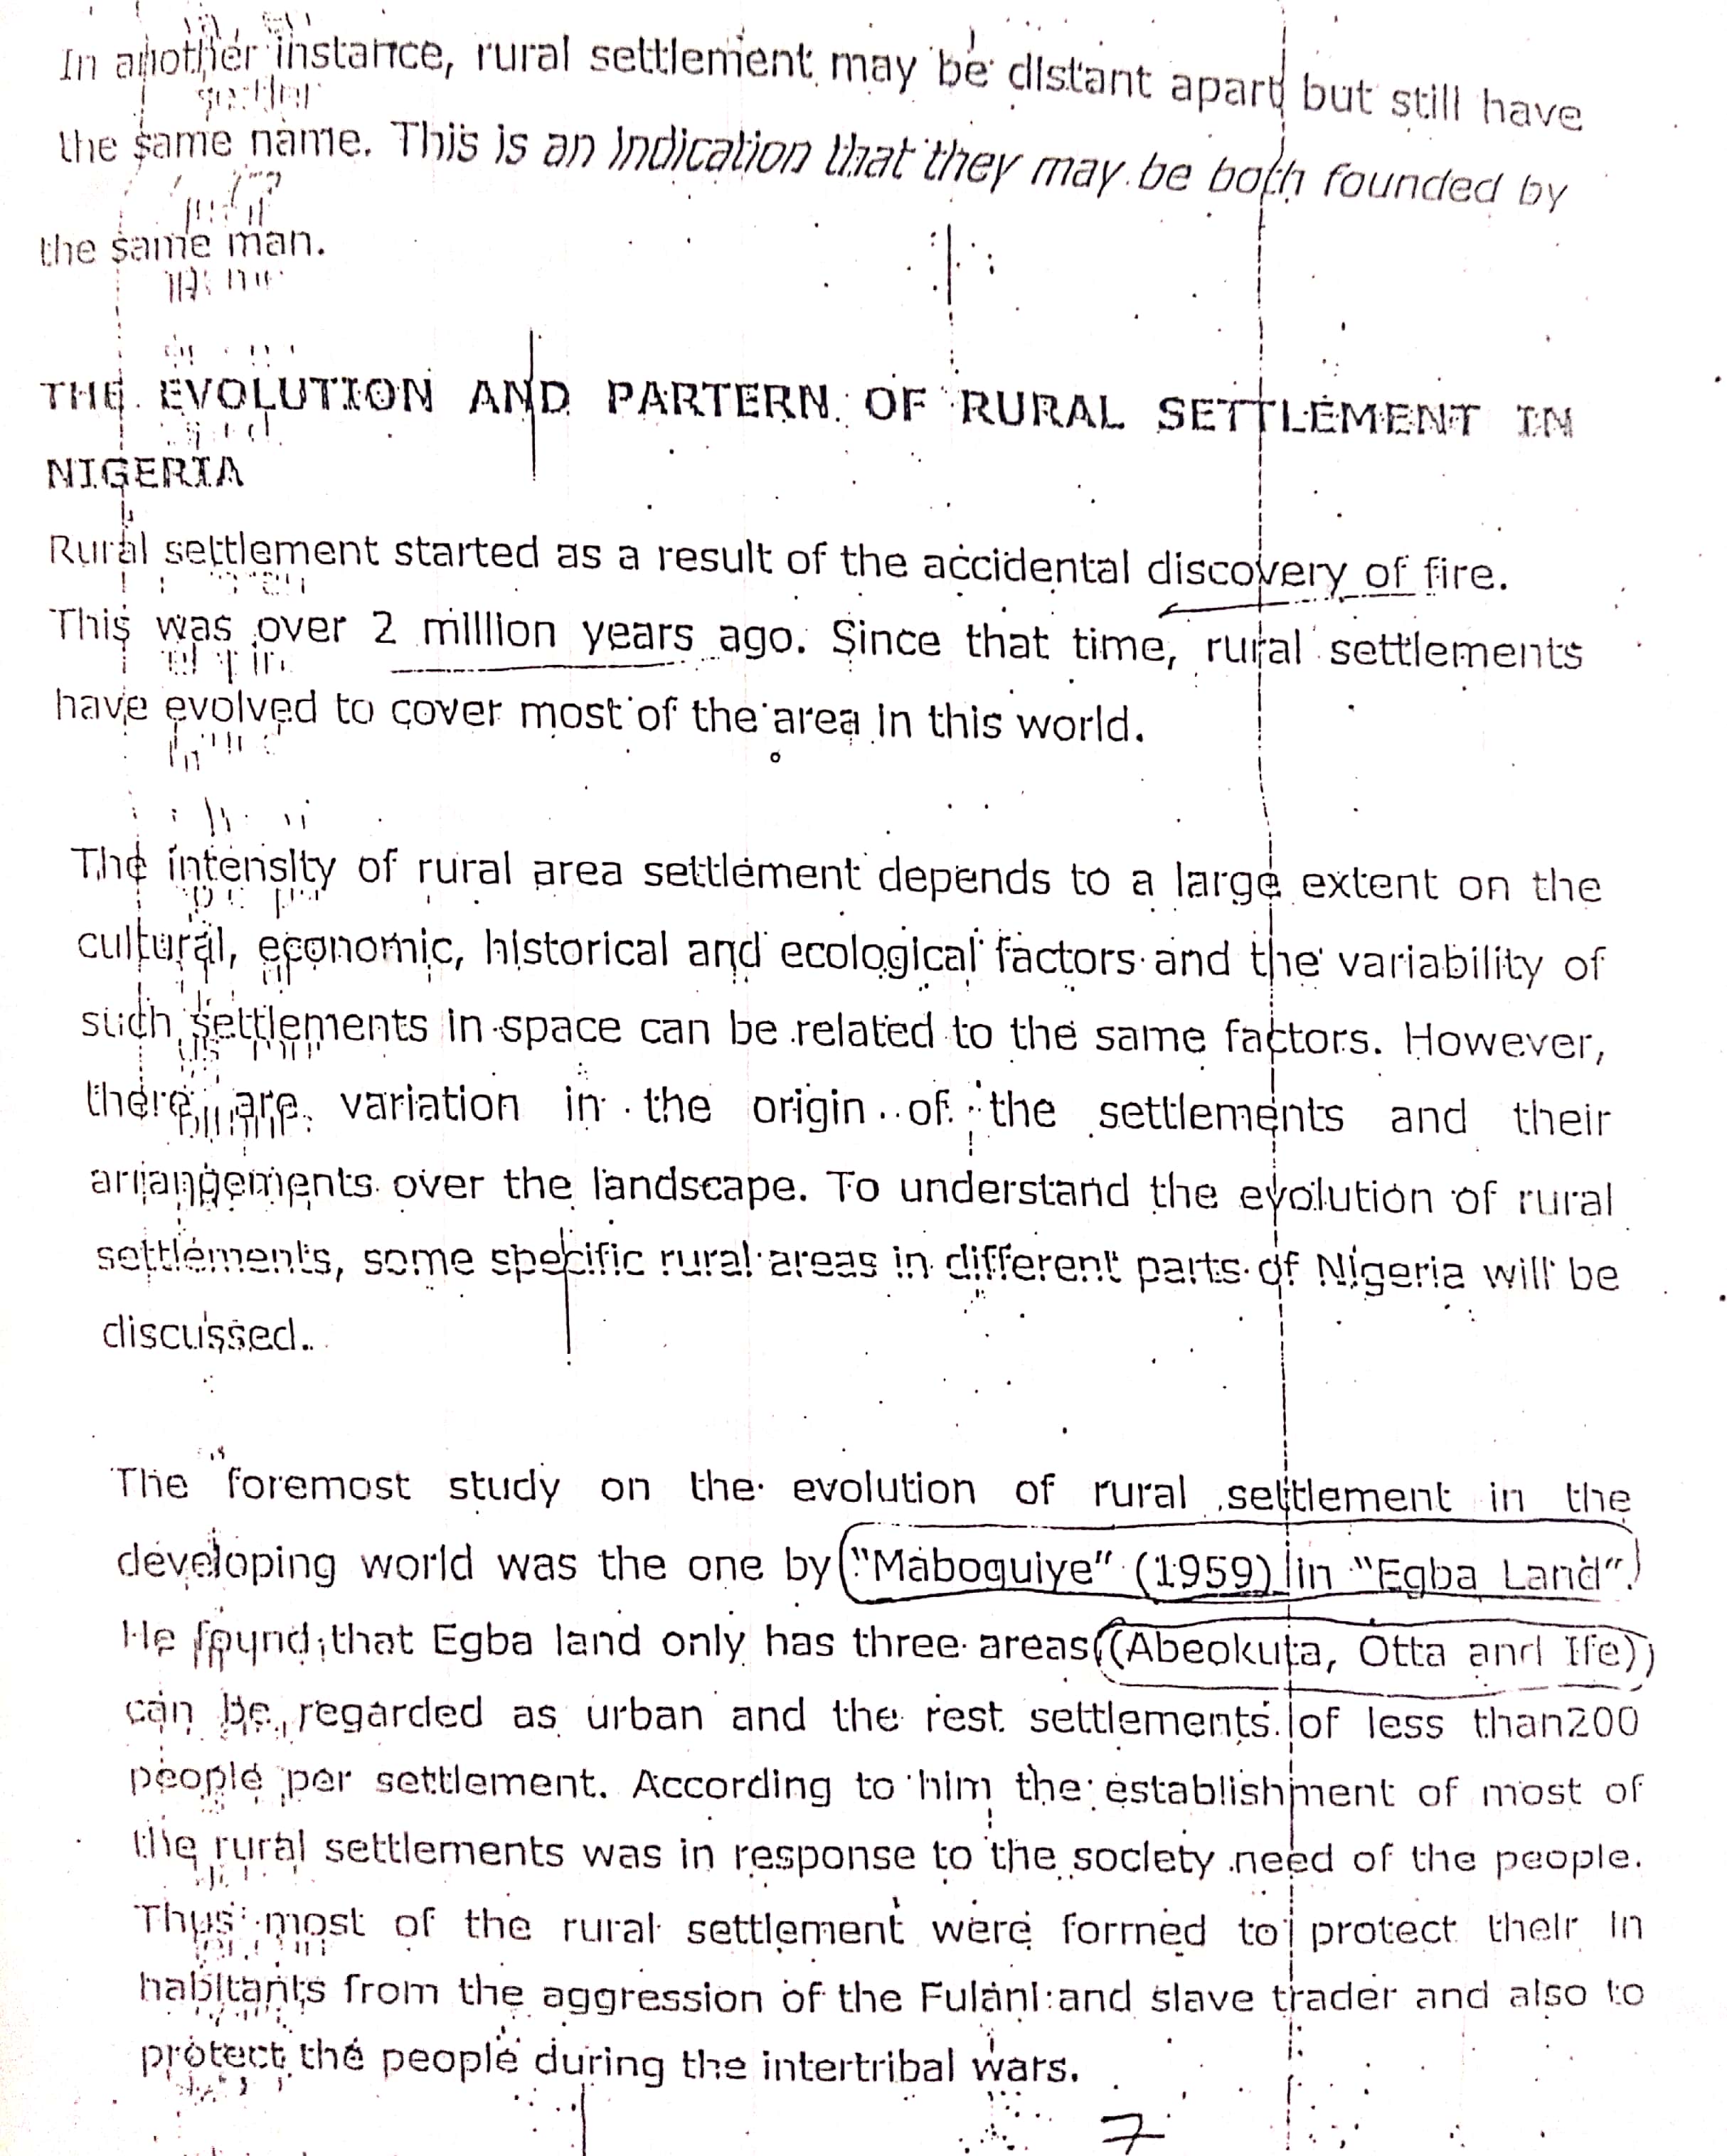 In another instance, rural settlement may be distant apart but still have
the same name. This is an indication that they may be both founded by
the same man.
THE EVOLUTION AND PARTERN OF RURAL SETTLEMENT IN
NIGERIA
Rural settlement started as a result of the accidental discovery of fire.
This was over 2 million years ago. Since that time, rural settlements
have evolved to cover most of the area in this world.
The intensity of rural area settlement depends to a large extent on the
cultural, economic, historical and ecological factors and the variability of
such settlements in space can be related to the same factors. However,
there are variation in the origin of the settlements and their
arrangements over the landscape. To understand the evolution of rural
settlements, some specific rural areas in different parts of Nigeria will be
discussed.
The foremost study on the evolution of rural settlement in the
developing world was the one by "Maboguiye" (1959) in "Egba Land".
He found that Egba land only has three areas (Abeokuta, Otta and Ife)
can be regarded as urban and the rest settlements of less than200
people per settlement. According to him the establishment of most of
the rural settlements was in response to the society need of the people.
Thus most of the rural settlement were formed to protect their in
habitants from the aggression of the Fulani and slave trader and also to
protect the people during the intertribal wars.
7